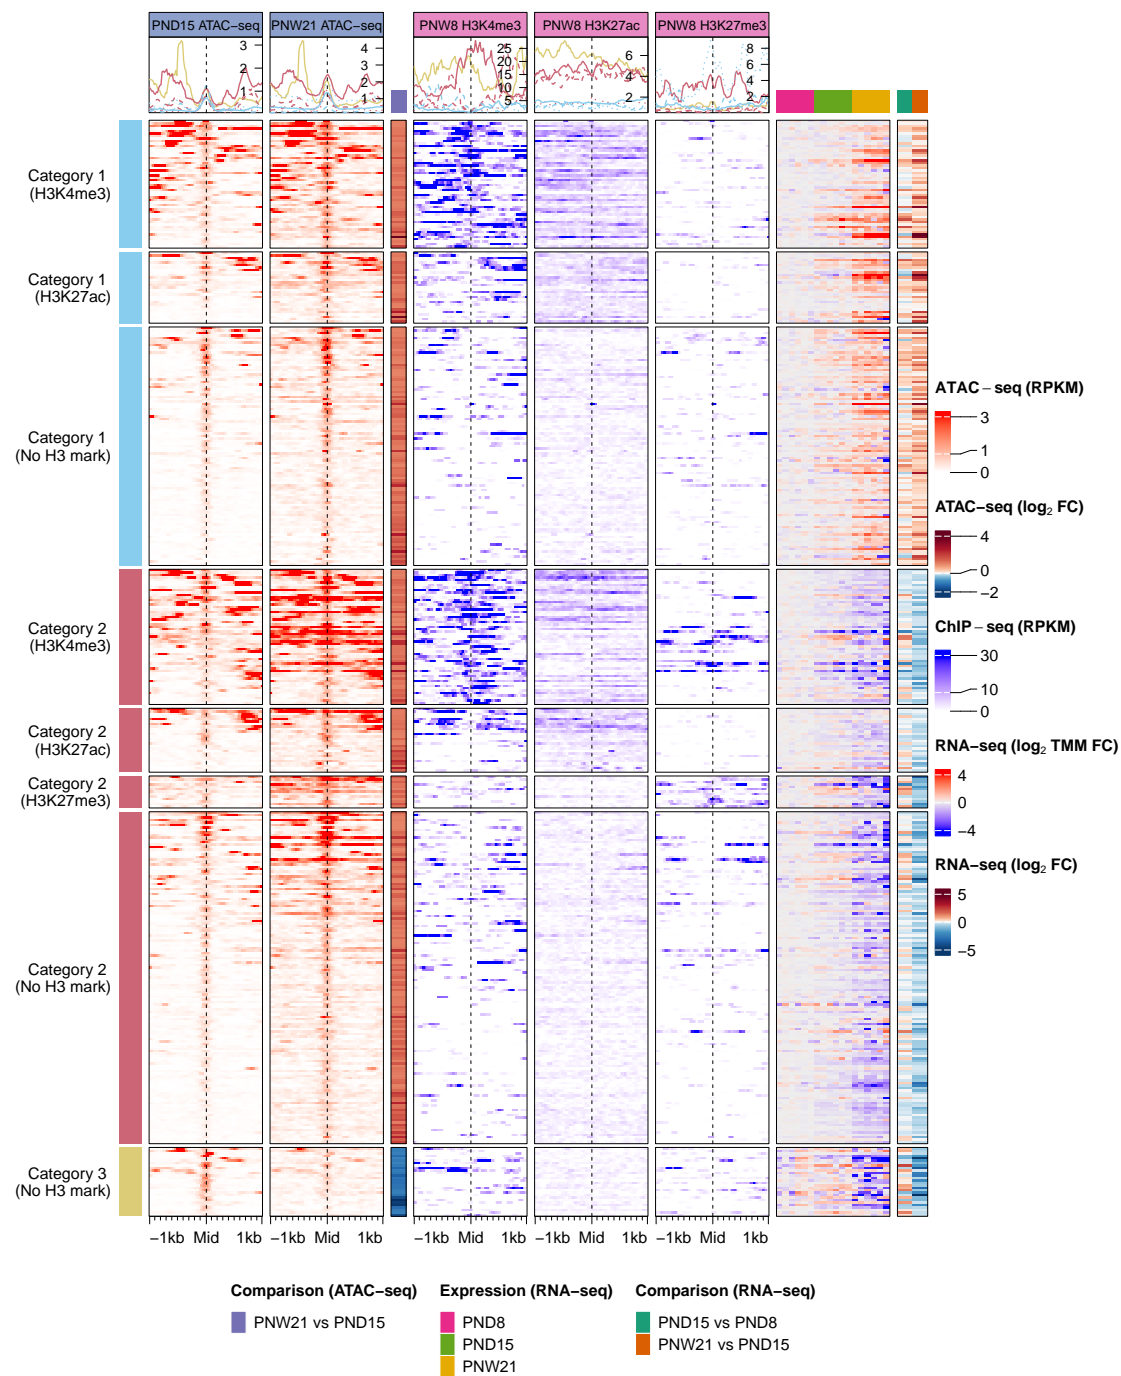 PND15 ATAC−seq PNW21 ATAC−seq PNW8 H3K4me3 PNW8 H3K27ac PNW8 H3K27me3
3
2
1
4
3
2
1
25
20
15
10
5
6
4
2
8
6
4
2
Category 1
(H3K4me3)
Category 1
(H3K27ac)
Category 1
(No H3 mark)
Category 2
(H3K4me3)
Category 2
(H3K27ac)
Category 2
(H3K27me3)
Category 2
(No H3 mark)
Category 3
(No H3 mark)
−1kb Mid 1kb −1kb Mid 1kb −1kb Mid 1kb −1kb Mid 1kb −1kb Mid 1kb
ATAC−seq (RPKM)
3
1
0
ATAC−seq (log2 FC)
4
0
−2
ChIP−seq (RPKM)
30
10
0
RNA−seq (log2 TMM FC)
4
0
−4
RNA−seq (log2 FC)
5
0
−5
Comparison (ATAC−seq)
PNW21 vs PND15
Expression (RNA−seq)
PND8
PND15
PNW21
Comparison (RNA−seq)
PND15 vs PND8
PNW21 vs PND15